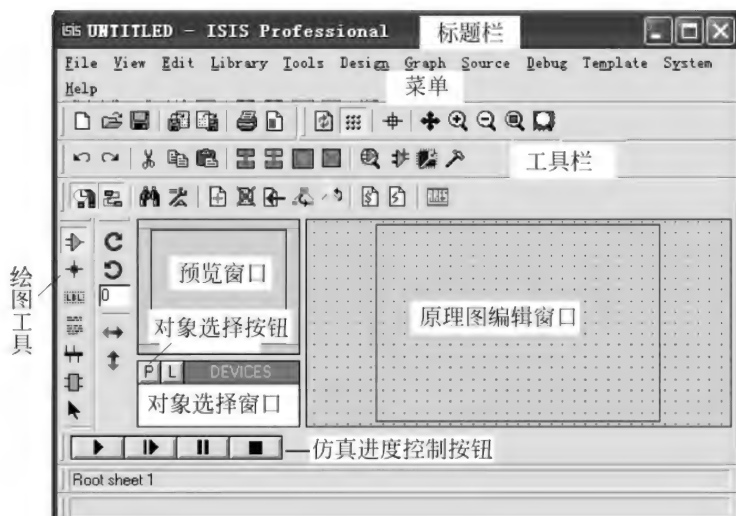 isis UNTITLED - ISIS Professional 标题栏
File View Edit Library Tools Design Graph Source Debug Template System
Help 菜单
工具栏
绘图工具
LBL
0
预览窗口
对象选择按钮
P L DEVICES
对象选择窗口
原理图编辑窗口
仿真进度控制按钮
Root sheet 1